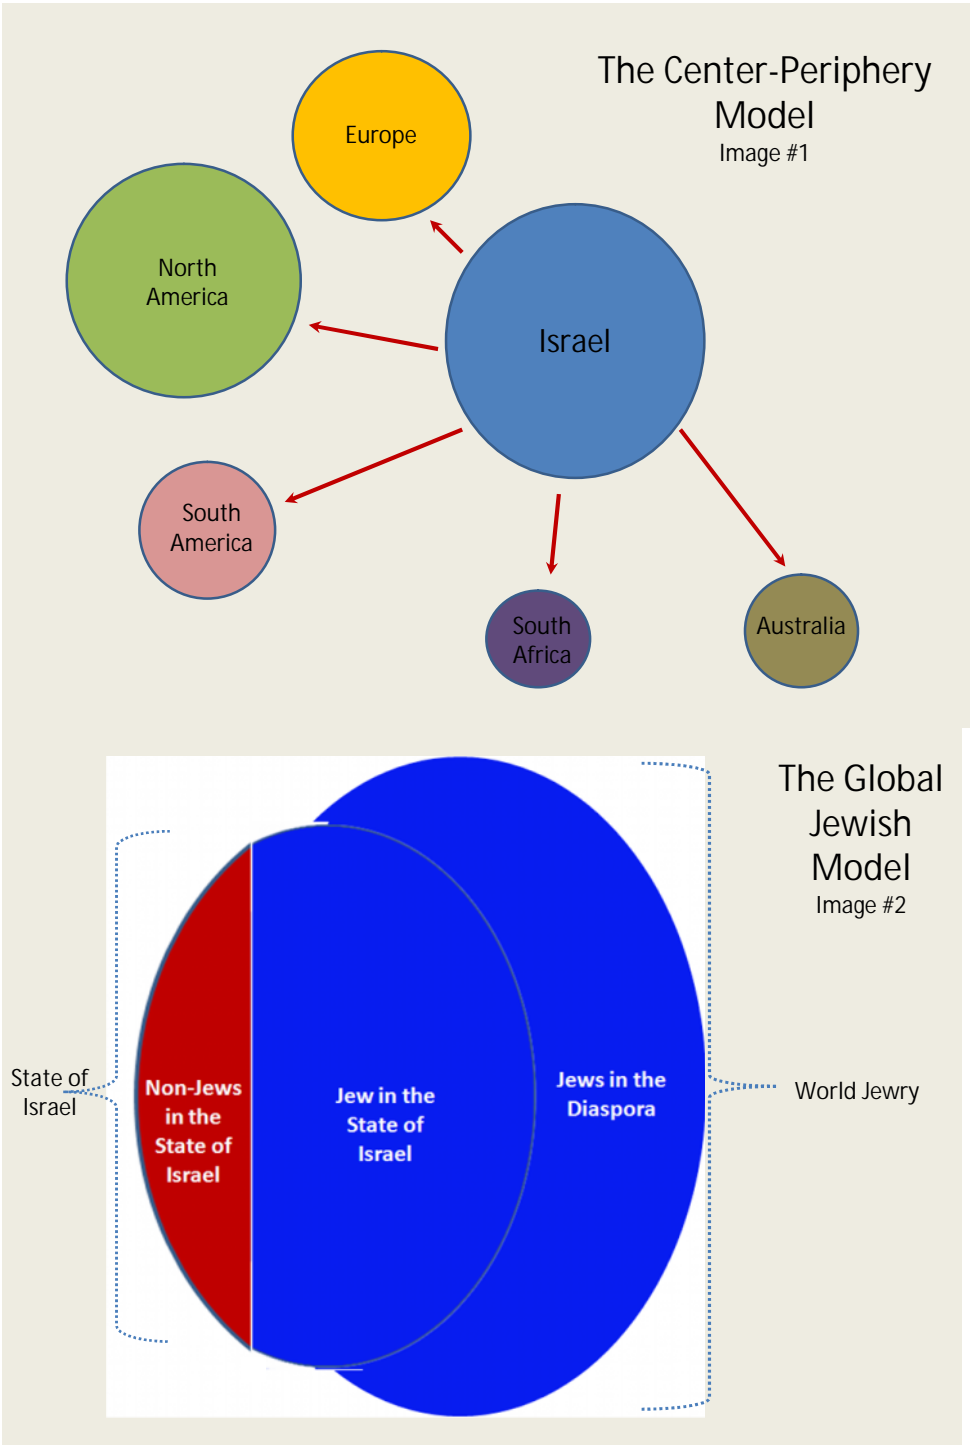 The Center-Periphery
Model
Image #1
Europe
North
America
Israel
South
America
South
Africa
Australia
The Global
Jewish
Model
Image #2
State of
Israel
Non-Jews
in the
State of
Israel
Jew in the
State of
Israel
Jews in the
Diaspora
World Jewry